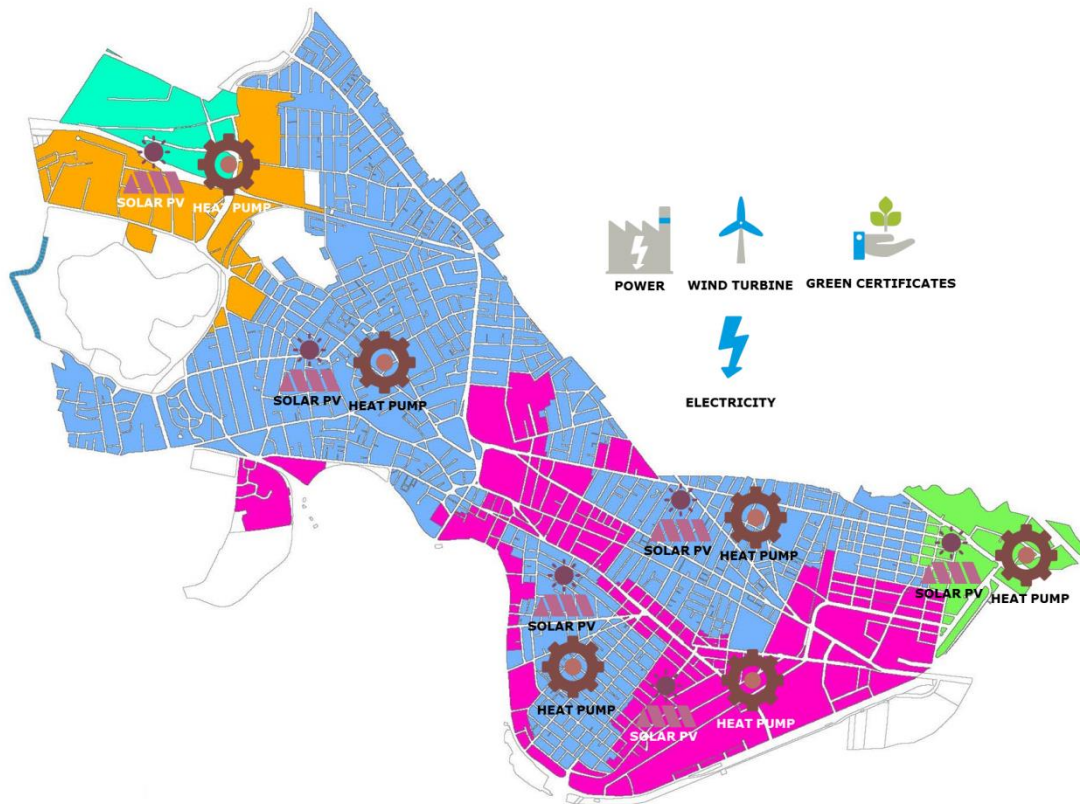 SOLAR PV
HEAT PUMP
POWER
WIND TURBINE
GREEN CERTIFICATES
SOLAR PV
HEAT PUMP
ELECTRICITY
SOLAR PV
HEAT PUMP
SOLAR PV
HEAT PUMP
SOLAR PV
HEAT PUMP
SOLAR PV
HEAT PUMP